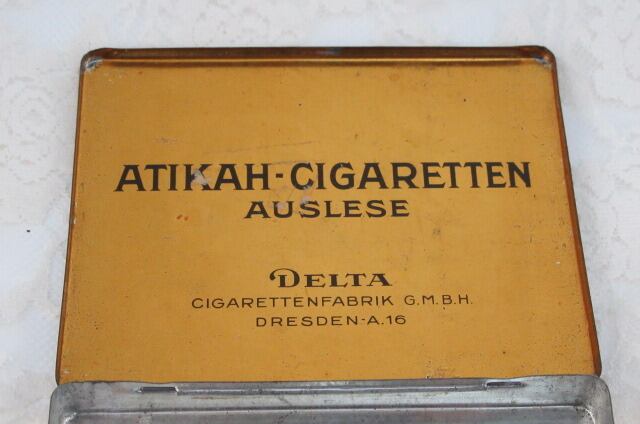 ATIKAH-CIGARETTEN
AUSLESE
DELTA
CIGARETTENFABRIK G.M.B.H.
DRESDEN-A.16